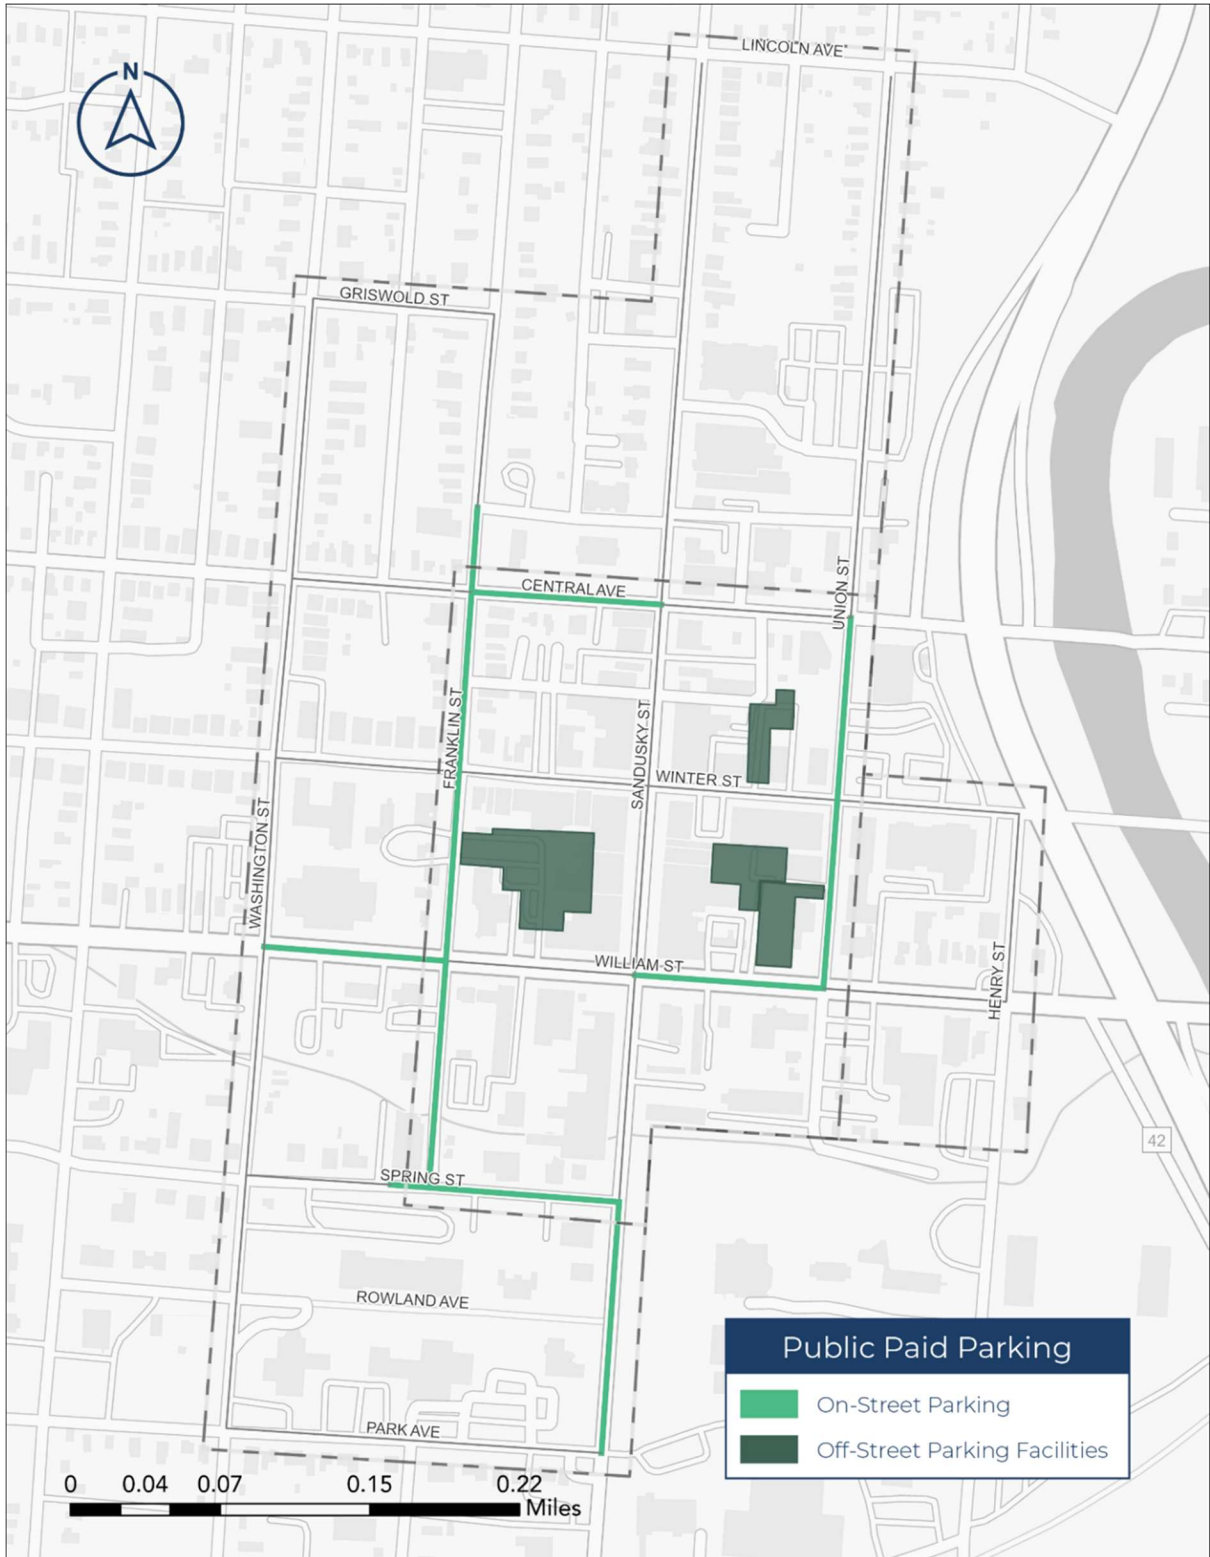 LINCOLN AVE
N
GRISWOLD ST
CENTRAL AVE
UNION ST
FRANKLIN ST
SANDUSKY ST
WINTER ST
WASHINGTON ST
WILLIAM ST
HENRY ST
42
SPRING ST
ROWLAND AVE
PARK AVE
Public Paid Parking
On-Street Parking
Off-Street Parking Facilities
0 0.04 0.07 0.15 0.22
Miles